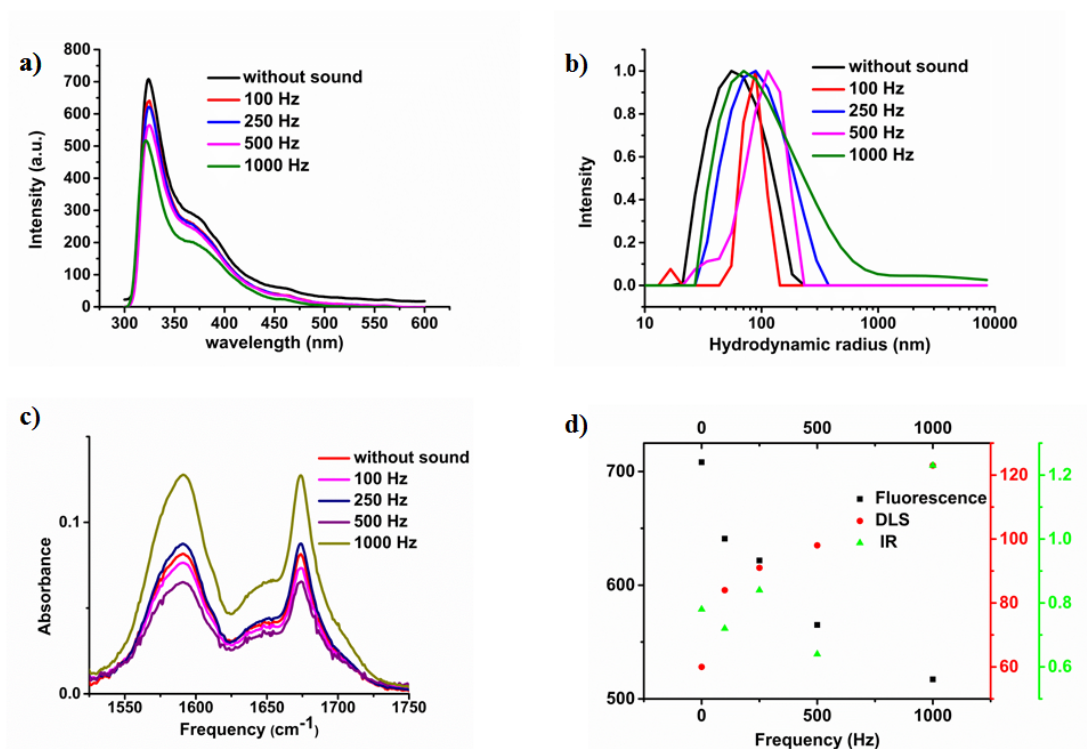 a)
800
700
600
500
400
300
200
100
0
Intensity (a.u.)
without sound
100 Hz
250 Hz
500 Hz
1000 Hz
300 350 400 450 500 550 600
wavelength (nm)
b)
1.0
0.8
0.6
0.4
0.2
0.0
Intensity
without sound
100 Hz
250 Hz
500 Hz
1000 Hz
10 100 1000 10000
Hydrodynamic radius (nm)
c)
0.1
0.0
Absorbance
without sound
100 Hz
250 Hz
500 Hz
1000 Hz
1550 1600 1650 1700 1750
Frequency (cm-1)
d)
0 500 1000
700
600
500
Fluorescence
DLS
IR
120
100
80
60
1.2
1.0
0.8
0.6
0 500 1000
Frequency (Hz)